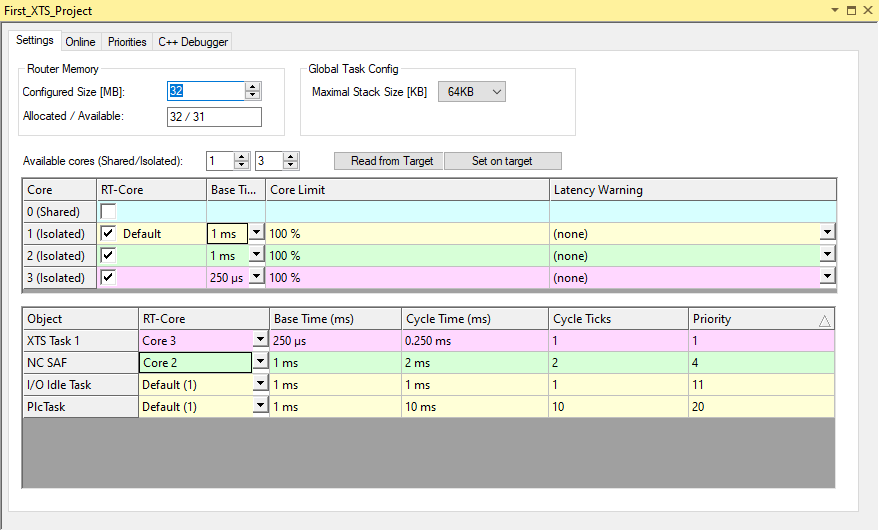 First_XTS_Project
Settings Online Priorities C++ Debugger
Router Memory Global Task Config
Configured Size [MB]: 32 Maximal Stack Size [KB] 64KB
Allocated / Available: 32 / 31
Available cores (Shared/Isolated): 1 3 Read from Target Set on target
Core RT-Core Base Ti... Core Limit Latency Warning
0 (Shared)
1 (Isolated) Default 1 ms 100 % (none)
2 (Isolated) 1 ms 100 % (none)
3 (Isolated) 250 µs 100 % (none)
Object RT-Core Base Time (ms) Cycle Time (ms) Cycle Ticks Priority
XTS Task 1 Core 3 250 µs 0.250 ms 1 1
NC SAF Core 2 1 ms 2 ms 2 4
I/O Idle Task Default (1) 1 ms 1 ms 1 11
PlcTask Default (1) 1 ms 10 ms 10 20